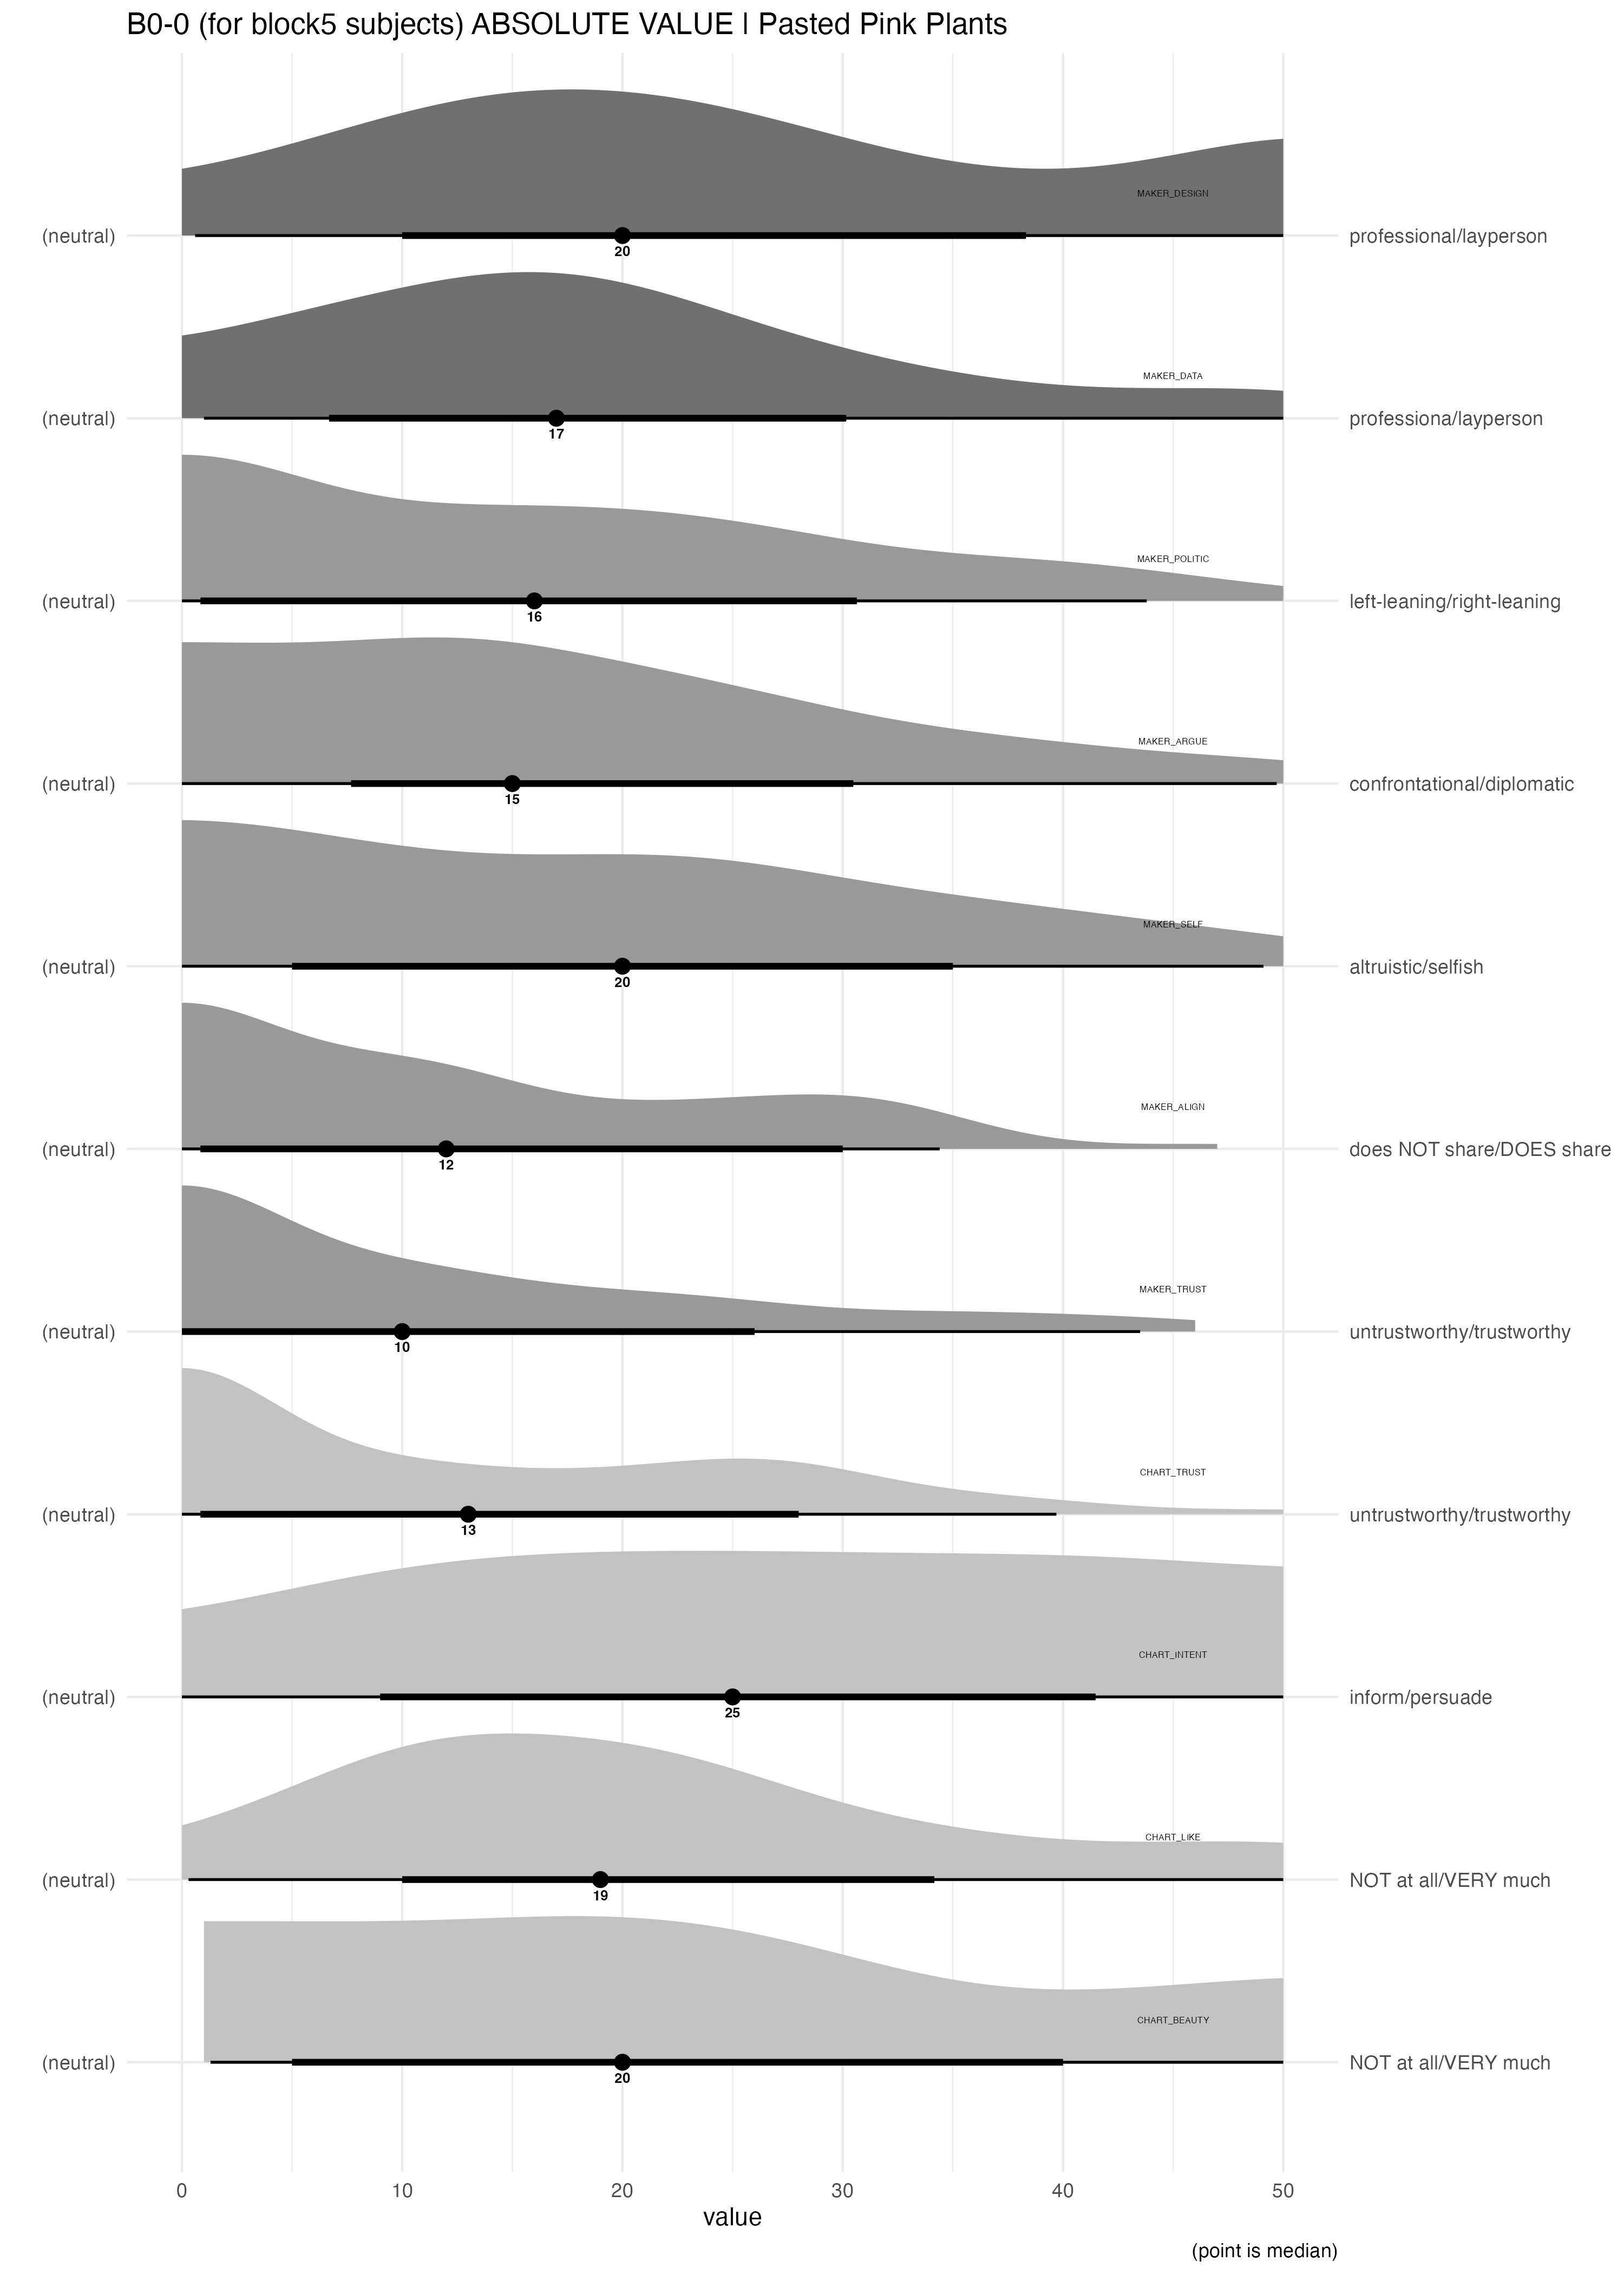 B0-0 (for block5 subjects) ABSOLUTE VALUE | Pasted Pink Plants
MAKER_DESIGN
(neutral) professional/layperson
20
MAKER_DATA
(neutral) professiona/layperson
17
MAKER_POLITIC
(neutral) left-leaning/right-leaning
16
MAKER_ARGUE
(neutral) confrontational/diplomatic
15
MAKER_SELF
(neutral) altruistic/selfish
20
MAKER_ALIGN
(neutral) does NOT share/DOES share
12
MAKER_TRUST
(neutral) untrustworthy/trustworthy
10
CHART_TRUST
(neutral) untrustworthy/trustworthy
13
CHART_INTENT
(neutral) inform/persuade
25
CHART_LIKE
(neutral) NOT at all/VERY much
19
CHART_BEAUTY
(neutral) NOT at all/VERY much
20
0 10 20 30 40 50
value
(point is median)